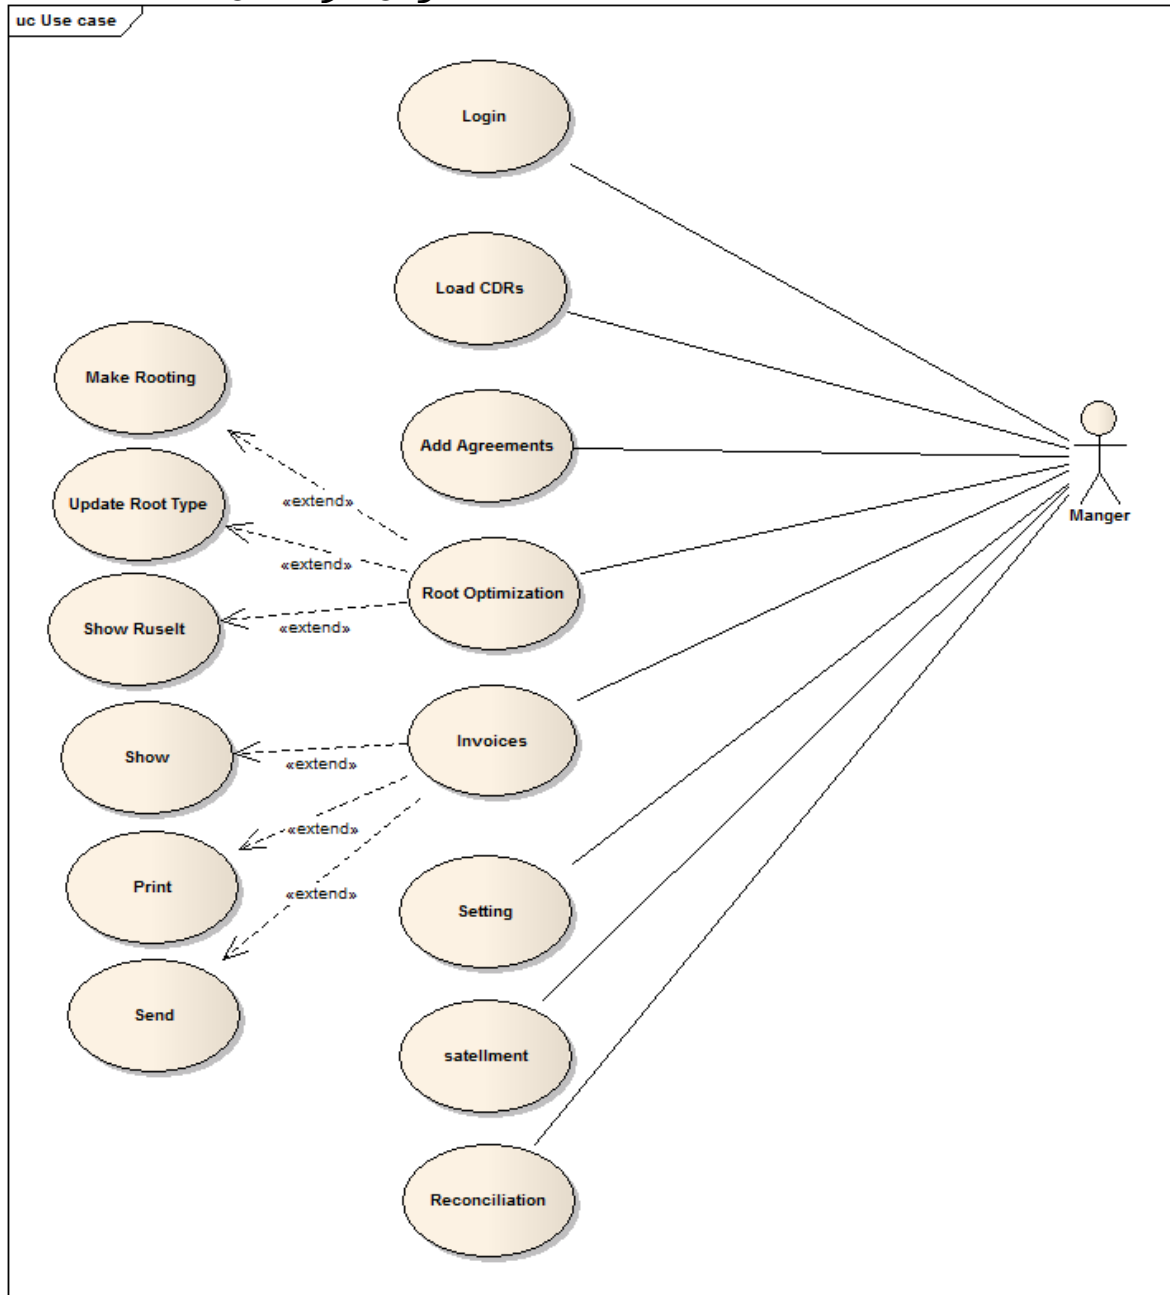 uc Use case
Login
Load CDRs
Make Rooting
Add Agreements
«extend»
Update Root Type
Manger
«extend»
Root Optimization
Show Ruselt
«extend»
Invoices
Show
«extend»
«extend»
Print
«extend»
Setting
Send
satellment
Reconciliation